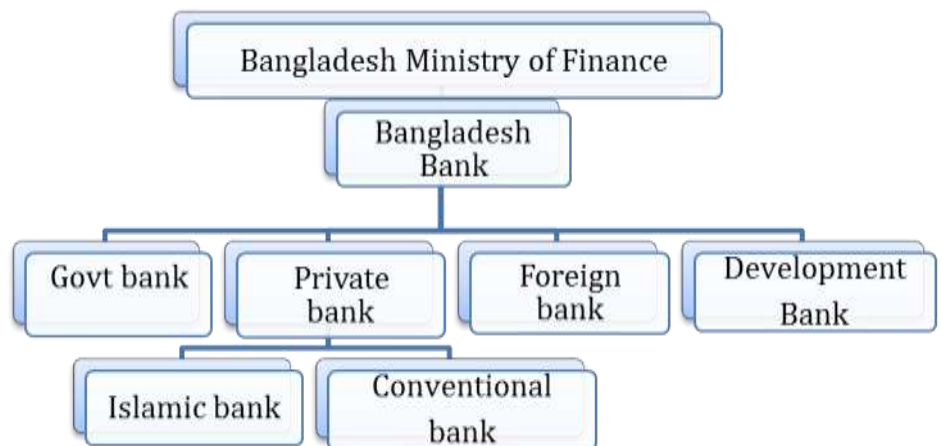 Bangladesh Ministry of Finance
Bangladesh
Bank
Govt bank
Private
bank
Foreign
bank
Development
Bank
Islamic bank
Conventional
bank